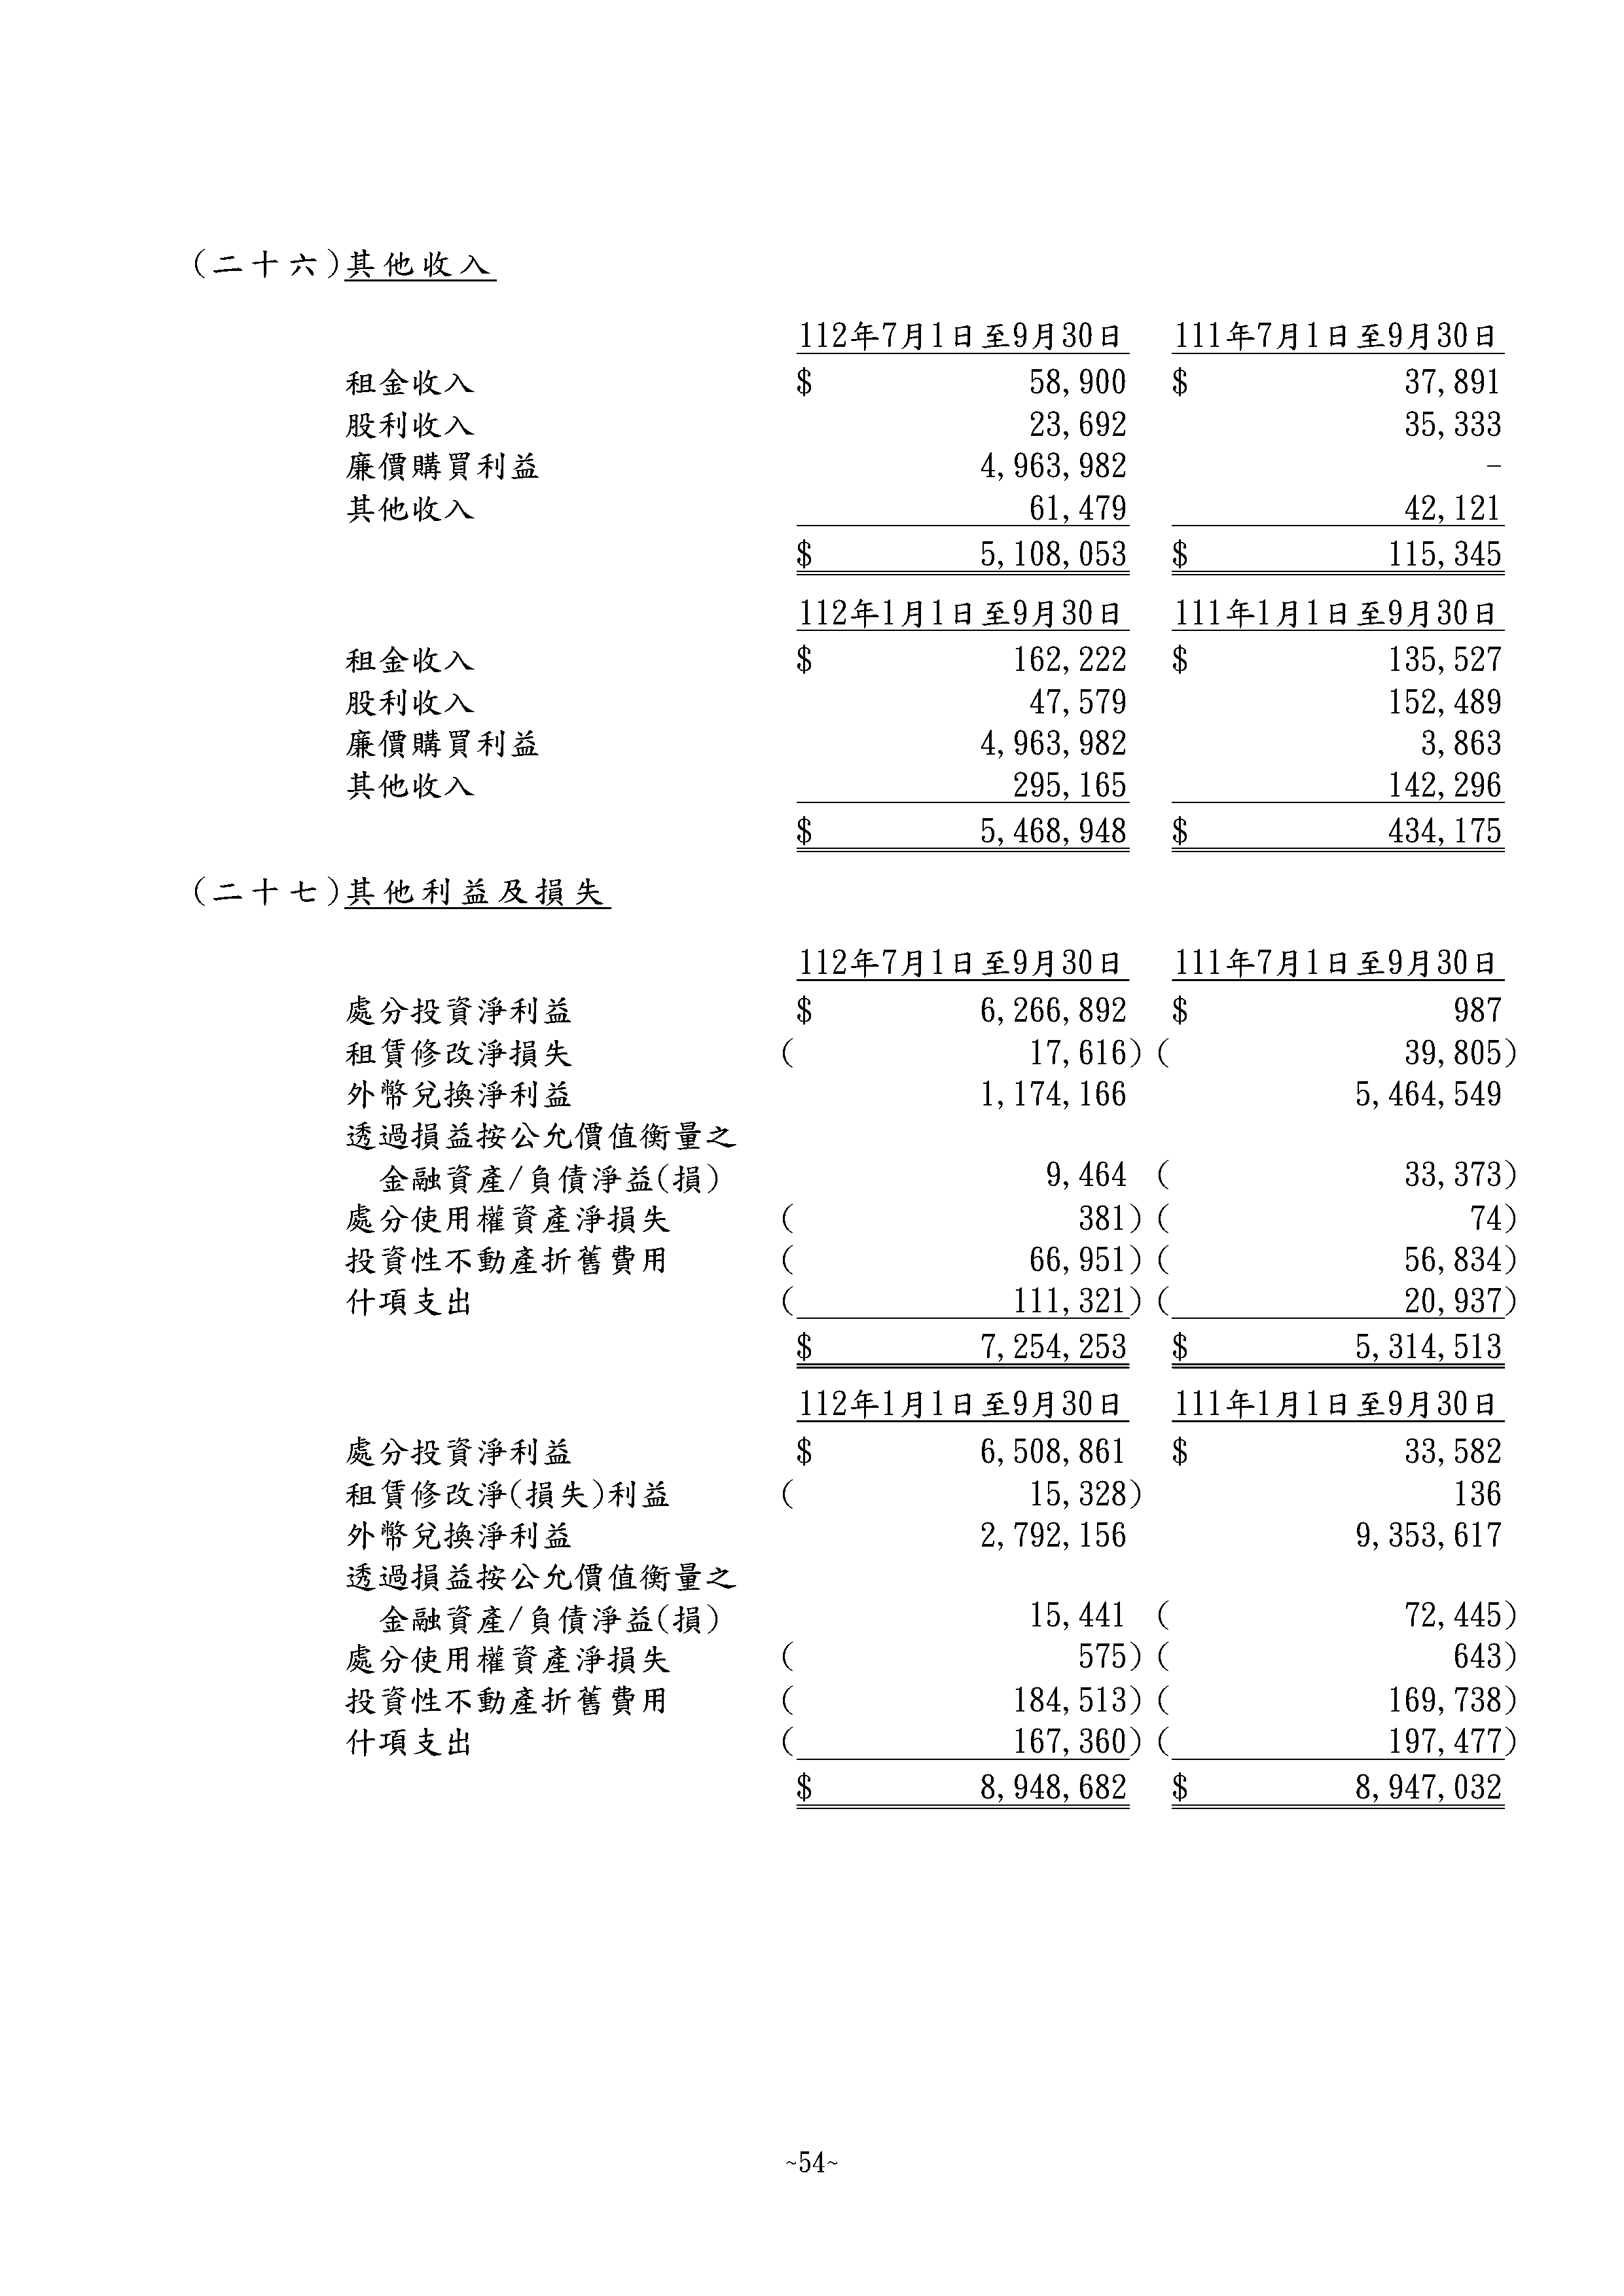 (二十六)其他收入
112年7月1日至9月30日 111年7月1日至9月30日
租金收入 $ 58,900 $ 37,891
股利收入 23,692 35,333
廉價購買利益 4,963,982 -
其他收入 61,479 42,121
$ 5,108,053 $ 115,345
112年1月1日至9月30日 111年1月1日至9月30日
租金收入 $ 162,222 $ 135,527
股利收入 47,579 152,489
廉價購買利益 4,963,982 3,863
其他收入 295,165 142,296
$ 5,468,948 $ 434,175
(二十七)其他利益及損失
112年7月1日至9月30日 111年7月1日至9月30日
處分投資淨利益 $ 6,266,892 $ 987
租賃修改淨損失 ( 17,616) ( 39,805)
外幣兌換淨利益 1,174,166 5,464,549
透過損益按公允價值衡量之
金融資產/負債淨益(損) 9,464 ( 33,373)
處分使用權資產淨損失 ( 381) ( 74)
投資性不動產折舊費用 ( 66,951) ( 56,834)
什項支出 ( 111,321) ( 20,937)
$ 7,254,253 $ 5,314,513
112年1月1日至9月30日 111年1月1日至9月30日
處分投資淨利益 $ 6,508,861 $ 33,582
租賃修改淨(損失)利益 ( 15,328) 136
外幣兌換淨利益 2,792,156 9,353,617
透過損益按公允價值衡量之
金融資產/負債淨益(損) 15,441 ( 72,445)
處分使用權資產淨損失 ( 575) ( 643)
投資性不動產折舊費用 ( 184,513) ( 169,738)
什項支出 ( 167,360) ( 197,477)
$ 8,948,682 $ 8,947,032
~54~